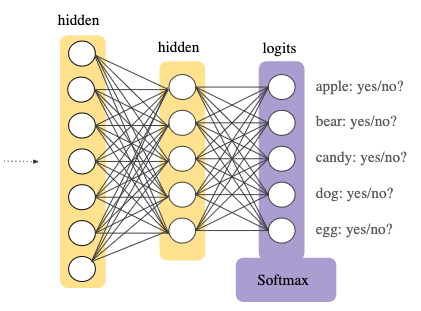 hidden
hidden
logits
apple: yes/no?
bear: yes/no?
candy: yes/no?
dog: yes/no?
egg: yes/no?
Softmax